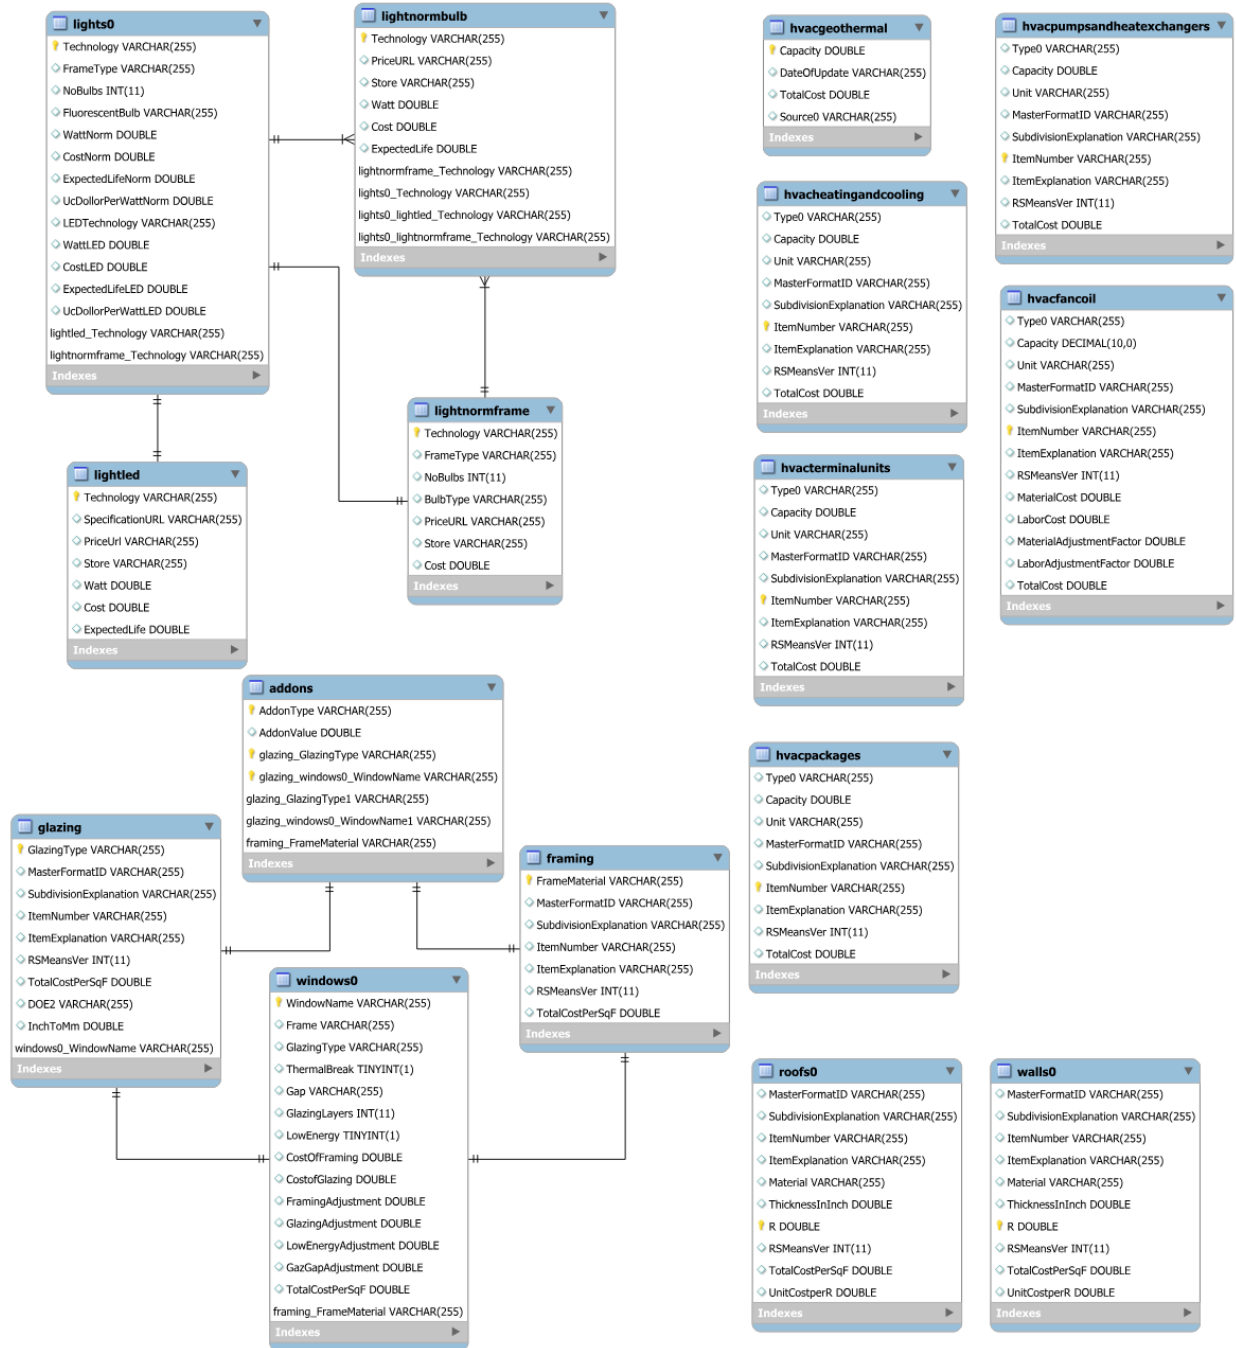 lights0
Technology VARCHAR(255)
FrameType VARCHAR(255)
NoBulbs INT(11)
FluorescentBulb VARCHAR(255)
WattNorm DOUBLE
CostNorm DOUBLE
ExpectedLifeNorm DOUBLE
UcDollorPerWattNorm DOUBLE
LEDTechnology VARCHAR(255)
WattLED DOUBLE
CostLED DOUBLE
ExpectedLifeLED DOUBLE
UcDollorPerWattLED DOUBLE
lightled_Technology VARCHAR(255)
lightnormframe_Technology VARCHAR(255)
Indexes
lightnormbulb
Technology VARCHAR(255)
PriceURL VARCHAR(255)
Store VARCHAR(255)
Watt DOUBLE
Cost DOUBLE
ExpectedLife DOUBLE
lightnormframe_Technology VARCHAR(255)
lights0_Technology VARCHAR(255)
lights0_lightled_Technology VARCHAR(255)
lights0_lightnormframe_Technology VARCHAR(255)
Indexes
lightled
Technology VARCHAR(255)
SpecificationURL VARCHAR(255)
PriceUrl VARCHAR(255)
Store VARCHAR(255)
Watt DOUBLE
Cost DOUBLE
ExpectedLife DOUBLE
Indexes
lightnormframe
Technology VARCHAR(255)
FrameType VARCHAR(255)
NoBulbs INT(11)
BulbType VARCHAR(255)
PriceURL VARCHAR(255)
Store VARCHAR(255)
Cost DOUBLE
Indexes
addons
AddonType VARCHAR(255)
AddonValue DOUBLE
glazing_GlazingType VARCHAR(255)
glazing_windows0_WindowName VARCHAR(255)
glazing_GlazingType1 VARCHAR(255)
glazing_windows0_WindowName1 VARCHAR(255)
framing_FrameMaterial VARCHAR(255)
Indexes
glazing
GlazingType VARCHAR(255)
MasterFormatID VARCHAR(255)
SubdivisionExplanation VARCHAR(255)
ItemNumber VARCHAR(255)
ItemExplanation VARCHAR(255)
RSMeansVer INT(11)
TotalCostPerSqF DOUBLE
DOE2 VARCHAR(255)
InchToMm DOUBLE
windows0_WindowName VARCHAR(255)
Indexes
framing
FrameMaterial VARCHAR(255)
MasterFormatID VARCHAR(255)
SubdivisionExplanation VARCHAR(255)
ItemNumber VARCHAR(255)
ItemExplanation VARCHAR(255)
RSMeansVer INT(11)
TotalCostPerSqF DOUBLE
Indexes
windows0
WindowName VARCHAR(255)
Frame VARCHAR(255)
GlazingType VARCHAR(255)
ThermalBreak TINYINT(1)
Gap VARCHAR(255)
GlazingLayers INT(11)
LowEnergy TINYINT(1)
CostOfFraming DOUBLE
CostofGlazing DOUBLE
FramingAdjustment DOUBLE
GlazingAdjustment DOUBLE
LowEnergyAdjustment DOUBLE
GazGapAdjustment DOUBLE
TotalCostPerSqF DOUBLE
framing_FrameMaterial VARCHAR(255)
Indexes
hvacgeothermal
Capacity DOUBLE
DateOfUpdate VARCHAR(255)
TotalCost DOUBLE
Source0 VARCHAR(255)
Indexes
hvacpumpsandheatexchangers
Type0 VARCHAR(255)
Capacity DOUBLE
Unit VARCHAR(255)
MasterFormatID VARCHAR(255)
SubdivisionExplanation VARCHAR(255)
ItemNumber VARCHAR(255)
ItemExplanation VARCHAR(255)
RSMeansVer INT(11)
TotalCost DOUBLE
Indexes
hvacheatingandcooling
Type0 VARCHAR(255)
Capacity DOUBLE
Unit VARCHAR(255)
MasterFormatID VARCHAR(255)
SubdivisionExplanation VARCHAR(255)
ItemNumber VARCHAR(255)
ItemExplanation VARCHAR(255)
RSMeansVer INT(11)
TotalCost DOUBLE
Indexes
hvacfancoil
Type0 VARCHAR(255)
Capacity DECIMAL(10,0)
Unit VARCHAR(255)
MasterFormatID VARCHAR(255)
SubdivisionExplanation VARCHAR(255)
ItemNumber VARCHAR(255)
ItemExplanation VARCHAR(255)
RSMeansVer INT(11)
MaterialCost DOUBLE
LaborCost DOUBLE
MaterialAdjustmentFactor DOUBLE
LaborAdjustmentFactor DOUBLE
TotalCost DOUBLE
Indexes
hvacterminalunits
Type0 VARCHAR(255)
Capacity DOUBLE
Unit VARCHAR(255)
MasterFormatID VARCHAR(255)
SubdivisionExplanation VARCHAR(255)
ItemNumber VARCHAR(255)
ItemExplanation VARCHAR(255)
RSMeansVer INT(11)
TotalCost DOUBLE
Indexes
hvacpackages
Type0 VARCHAR(255)
Capacity DOUBLE
Unit VARCHAR(255)
MasterFormatID VARCHAR(255)
SubdivisionExplanation VARCHAR(255)
ItemNumber VARCHAR(255)
ItemExplanation VARCHAR(255)
RSMeansVer INT(11)
TotalCost DOUBLE
Indexes
roofs0
MasterFormatID VARCHAR(255)
SubdivisionExplanation VARCHAR(255)
ItemNumber VARCHAR(255)
ItemExplanation VARCHAR(255)
Material VARCHAR(255)
ThicknessInInch DOUBLE
R DOUBLE
RSMeansVer INT(11)
TotalCostPerSqF DOUBLE
UnitCostperR DOUBLE
Indexes
walls0
MasterFormatID VARCHAR(255)
SubdivisionExplanation VARCHAR(255)
ItemNumber VARCHAR(255)
ItemExplanation VARCHAR(255)
Material VARCHAR(255)
ThicknessInInch DOUBLE
R DOUBLE
RSMeansVer INT(11)
TotalCostPerSqF DOUBLE
UnitCostperR DOUBLE
Indexes